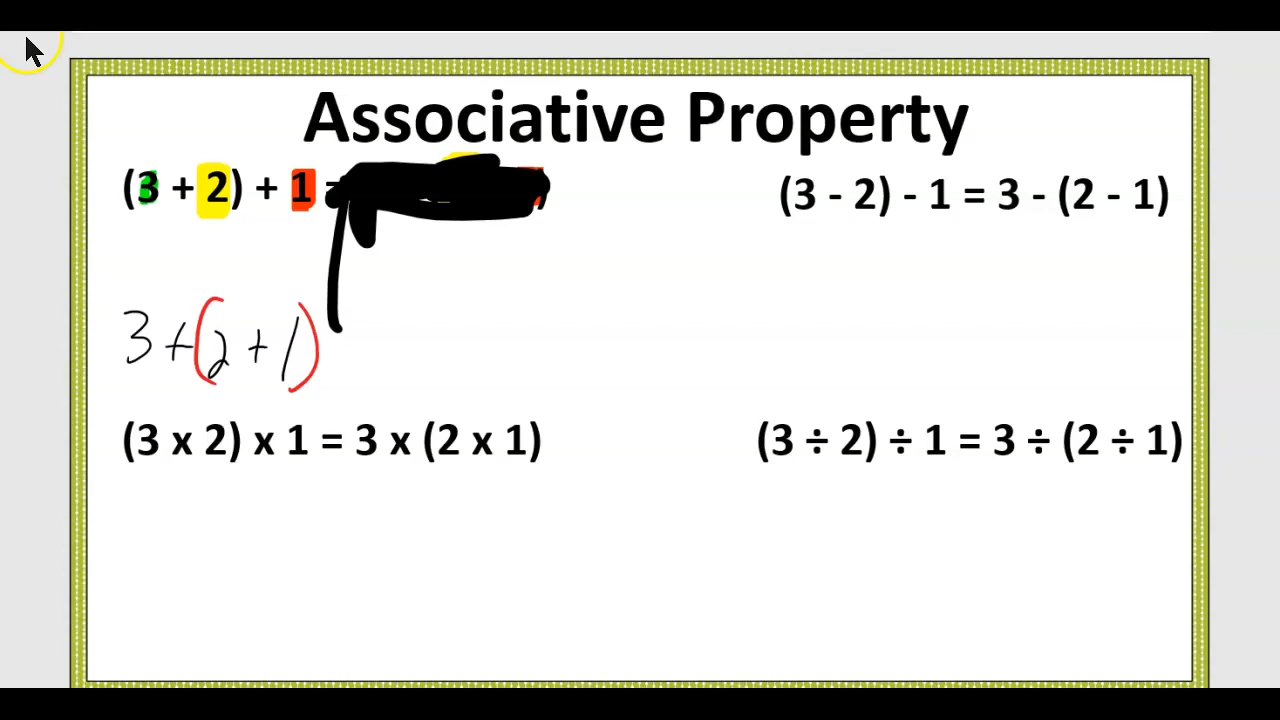 Associative Property
(3 + 2) + 1 =
(3 - 2) - 1 = 3 - (2 - 1)
3 + (2 + 1)
(3 x 2) x 1 = 3 x (2 x 1)
(3 ÷ 2) ÷ 1 = 3 ÷ (2 ÷ 1)